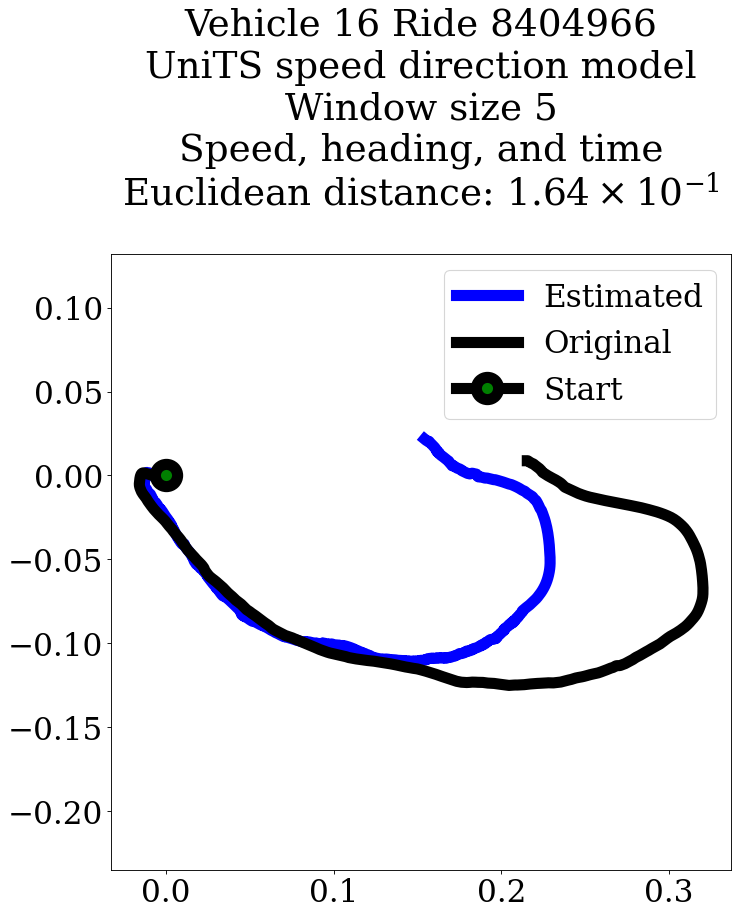 Vehicle 16 Ride 8404966
UniTS speed direction model
Window size 5
Speed, heading, and time
Euclidean distance: 1.64 × 10⁻¹
Estimated
Original
Start
0.10
0.05
0.00
−0.05
−0.10
−0.15
−0.20
0.0 0.1 0.2 0.3